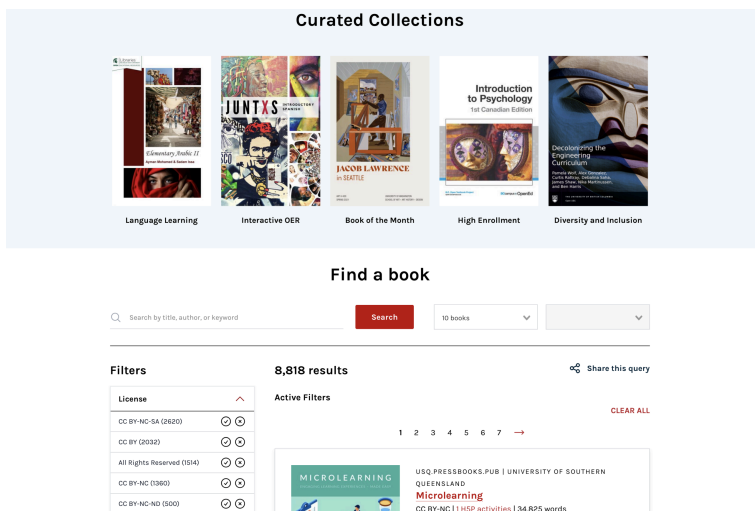 Curated Collections
Elementary Arabic II
Ayman Mohamed & Sadam Issa
JUNTXS INTRODUCTORY SPANISH
JACOB LAWRENCE
in SEATTLE
Introduction
to Psychology
1st Canadian Edition
OpenEd
Decolonizing the
Engineering
Curriculum
Language Learning
Interactive OER
Book of the Month
High Enrollment
Diversity and Inclusion
Find a book
Search by title, author, or keyword
Search
10 books
Filters
8,818 results
Share this query
License
Active Filters
CLEAR ALL
CC BY-NC-SA (2620)
1 2 3 4 5 6 7 →
CC BY (2032)
All Rights Reserved (1514)
CC BY-NC (1360)
CC BY-NC-ND (500)
MICROLEARNING
USQ.PRESSBOOKS.PUB | UNIVERSITY OF SOUTHERN
QUEENSLAND
Microlearning
CC BY-NC | 1 H5P activities | 34,825 words